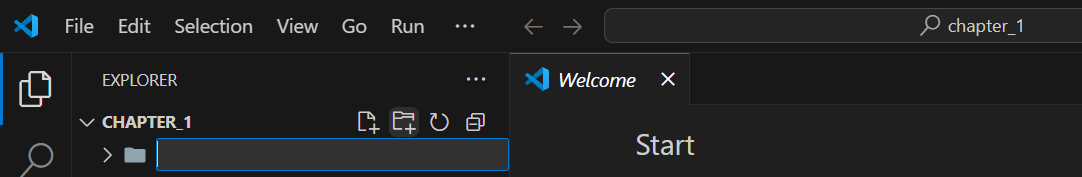 File Edit Selection View Go Run ···
chapter_1
EXPLORER ···
Welcome
CHAPTER_1
Start